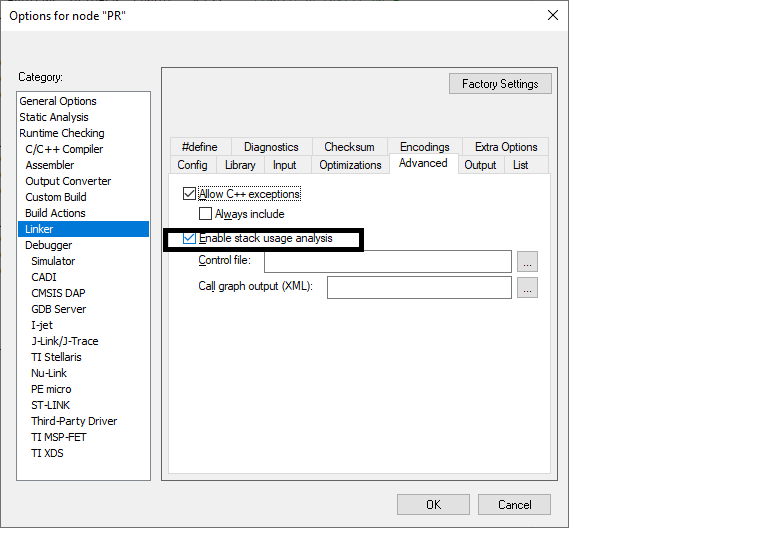 Options for node "PR"
Category:
Factory Settings
General Options
Static Analysis
Runtime Checking
C/C++ Compiler
Assembler
Output Converter
Custom Build
Build Actions
Linker
Debugger
Simulator
CADI
CMSIS DAP
GDB Server
I-jet
J-Link/J-Trace
TI Stellaris
Nu-Link
PE micro
ST-LINK
Third-Party Driver
TI MSP-FET
TI XDS
#define Diagnostics Checksum Encodings Extra Options
Config Library Input Optimizations Advanced Output List
Allow C++ exceptions
Always include
Enable stack usage analysis
Control file:
...
Call graph output (XML):
...
OK Cancel